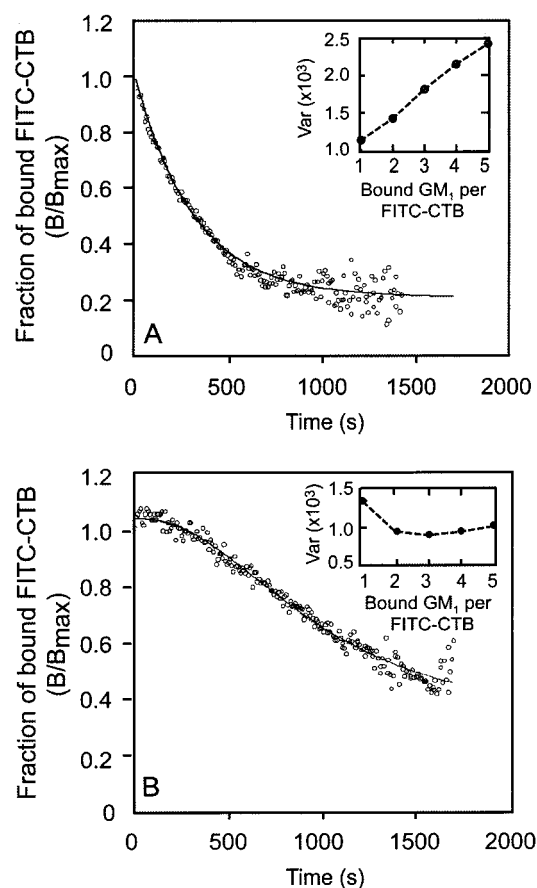 1.2
1.0
0.8
0.6
0.4
0.2
0
Fraction of bound FITC-CTB
(B/Bmax)
A
0
500
1000
1500
2000
Time (s)
2.5
2.0
1.5
1.0
Var (x10³)
1
2
3
4
5
Bound GM₁ per
FITC-CTB
1.2
1.0
0.8
0.6
0.4
0.2
0
Fraction of bound FITC-CTB
(B/Bmax)
B
0
500
1000
1500
2000
Time (s)
1.5
1.0
0.5
Var (x10³)
1
2
3
4
5
Bound GM₁ per
FITC-CTB